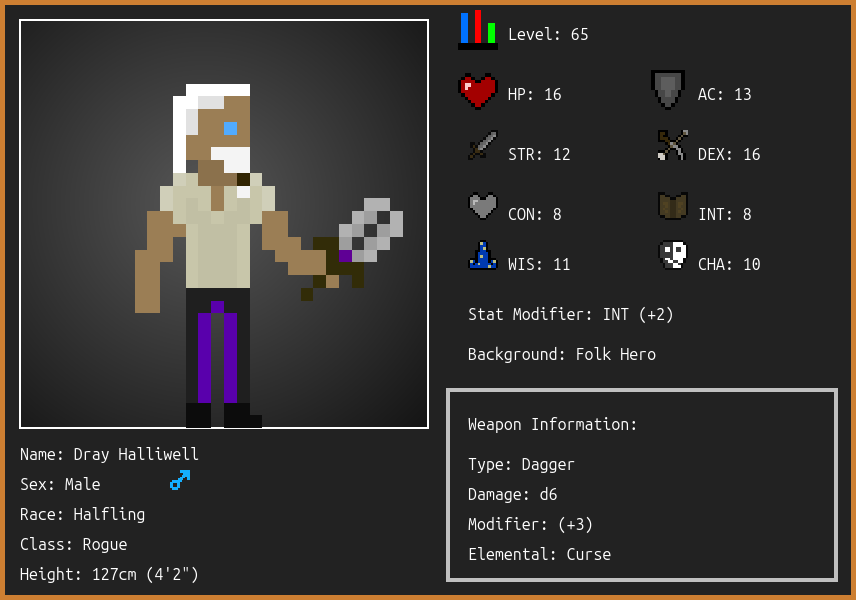 Level: 65
HP: 16
AC: 13
STR: 12
DEX: 16
CON: 8
INT: 8
WIS: 11
CHA: 10
Stat Modifier: INT (+2)
Background: Folk Hero
Weapon Information:
Type: Dagger
Damage: d6
Modifier: (+3)
Elemental: Curse
Name: Dray Halliwell
Sex: Male
Race: Halfling
Class: Rogue
Height: 127cm (4'2")